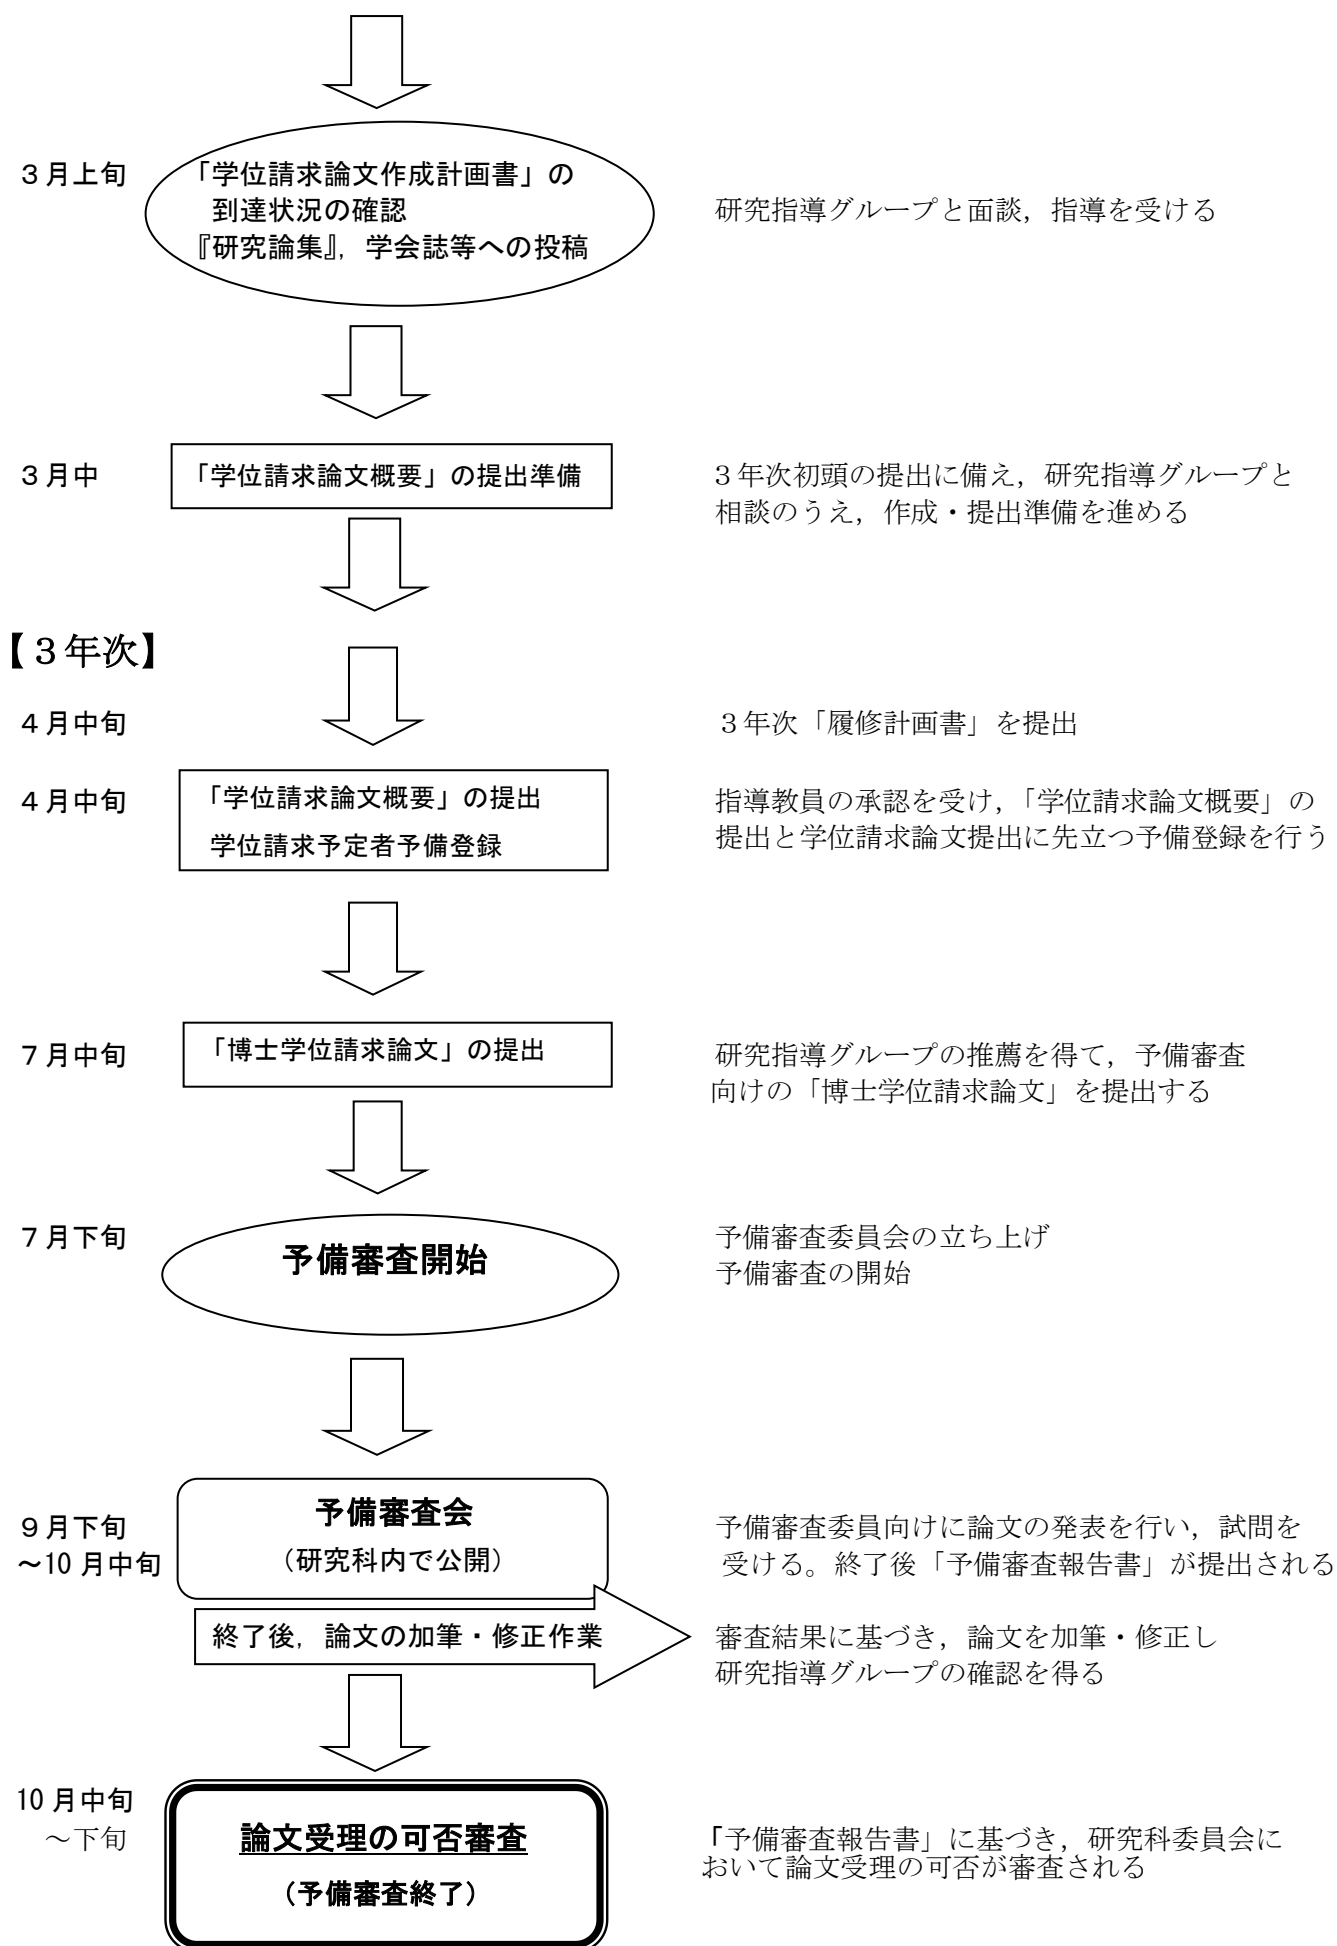 ３月上旬
「学位請求論文作成計画書」の
到達状況の確認
『研究論集』，学会誌等への投稿
研究指導グループと面談，指導を受ける
３月中
「学位請求論文概要」の提出準備
３年次初頭の提出に備え，研究指導グループと
相談のうえ，作成・提出準備を進める
【３年次】
４月中旬
３年次「履修計画書」を提出
４月中旬
「学位請求論文概要」の提出
学位請求予定者予備登録
指導教員の承認を受け，「学位請求論文概要」の
提出と学位請求論文提出に先立つ予備登録を行う
７月中旬
「博士学位請求論文」の提出
研究指導グループの推薦を得て，予備審査
向けの「博士学位請求論文」を提出する
７月下旬
予備審査開始
予備審査委員会の立ち上げ
予備審査の開始
９月下旬
～10月中旬
予備審査会
（研究科内で公開）
予備審査委員向けに論文の発表を行い，試問を
受ける。終了後「予備審査報告書」が提出される
終了後，論文の加筆・修正作業
審査結果に基づき，論文を加筆・修正し
研究指導グループの確認を得る
10月中旬
～下旬
論文受理の可否審査
（予備審査終了）
「予備審査報告書」に基づき，研究科委員会に
おいて論文受理の可否が審査される